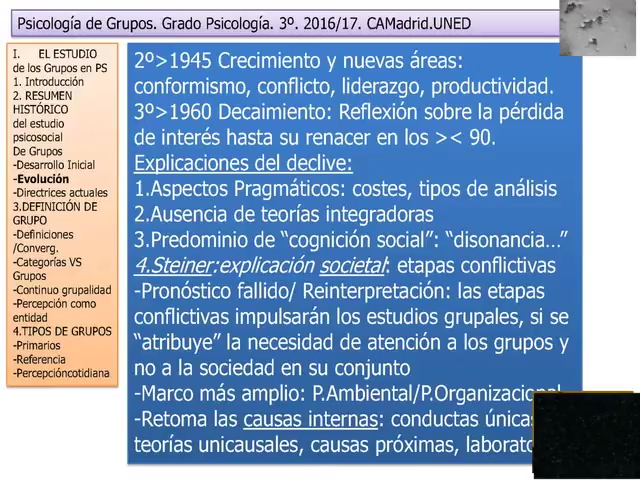 Psicología de Grupos. Grado Psicología. 3º. 2016/17. CAMadrid.UNED
I. EL ESTUDIO
de los Grupos en PS
1. Introducción
2. RESUMEN
HISTÓRICO
del estudio
psicosocial
De Grupos
-Desarrollo Inicial
-Evolución
-Directrices actuales
3.DEFINICIÓN DE
GRUPO
-Definiciones
/Converg.
-Categorías VS
Grupos
-Continuo grupalidad
-Percepción como
entidad
4.TIPOS DE GRUPOS
-Primarios
-Referencia
-Percepcióncotidiana
2º>1945 Crecimiento y nuevas áreas:
conformismo, conflicto, liderazgo, productividad.
3º>1960 Decaimiento: Reflexión sobre la pérdida
de interés hasta su renacer en los >< 90.
Explicaciones del declive:
1.Aspectos Pragmáticos: costes, tipos de análisis
2.Ausencia de teorías integradoras
3.Predominio de “cognición social”: “disonancia…”
4.Steiner:explicación societal: etapas conflictivas
-Pronóstico fallido/ Reinterpretación: las etapas
conflictivas impulsarán los estudios grupales, si se
“atribuye” la necesidad de atención a los grupos y
no a la sociedad en su conjunto
-Marco más amplio: P.Ambiental/P.Organizacional
-Retoma las causas internas: conductas únicas
teorías unicausales, causas próximas,